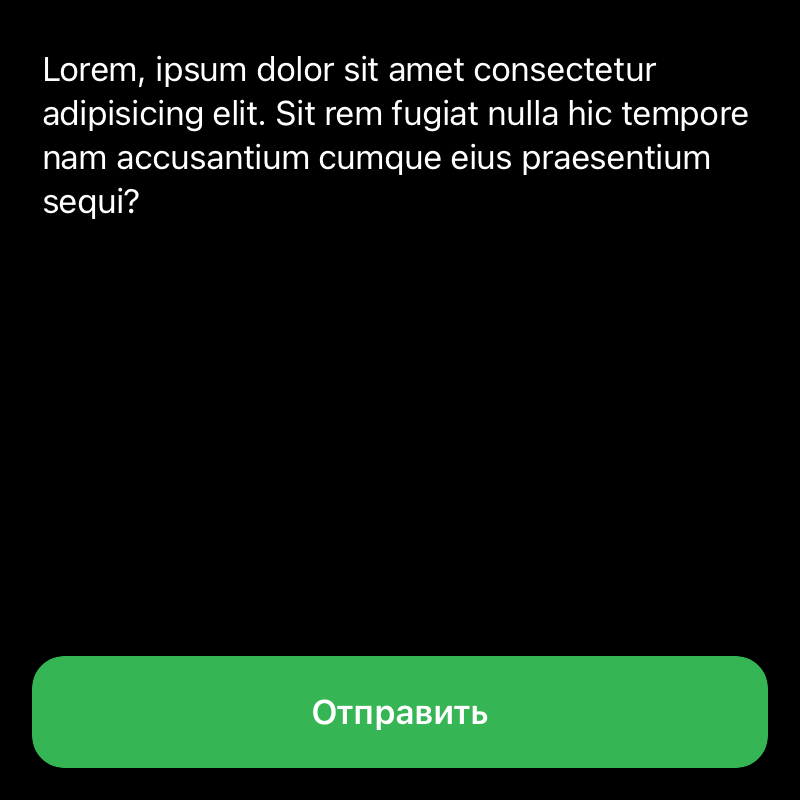 Lorem, ipsum dolor sit amet consectetur
adipisicing elit. Sit rem fugiat nulla hic tempore
nam accusantium cumque eius praesentium
sequi?
Отправить